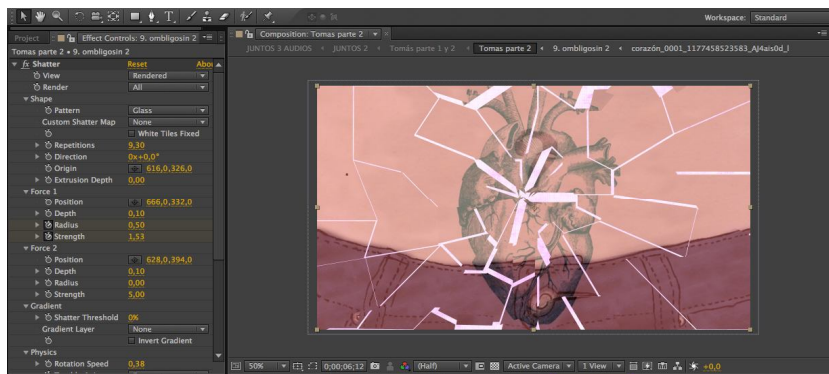 Workspace: Standard
Project Effect Controls: 9. ombligosin 2
Composition: Tomas parte 2
Tomas parte 2 • 9. ombligosin 2
JUNTOS 3 AUDIOS JUNTOS 2 Tomás parte 1 y 2 Tomas parte 2 9. ombligosin 2 corazón_0001_1177458523583_AJ4ais0d_l
fx Shatter Reset Abou
View Rendered
Render All
Shape
Pattern Glass
Custom Shatter Map None
White Tiles Fixed
Repetitions 9,30
Direction 0x+0,0°
Origin 616,0,326,0
Extrusion Depth 0,00
Force 1
Position 666,0,332,0
Depth 0,10
Radius 0,50
Strength 1,53
Force 2
Position 628,0,394,0
Depth 0,10
Radius 0,00
Strength 5,00
Gradient
Shatter Threshold 0%
Gradient Layer None
Invert Gradient
Physics
Rotation Speed 0,38
50% 0;00;06;12 (Half) Active Camera 1 View +0,0